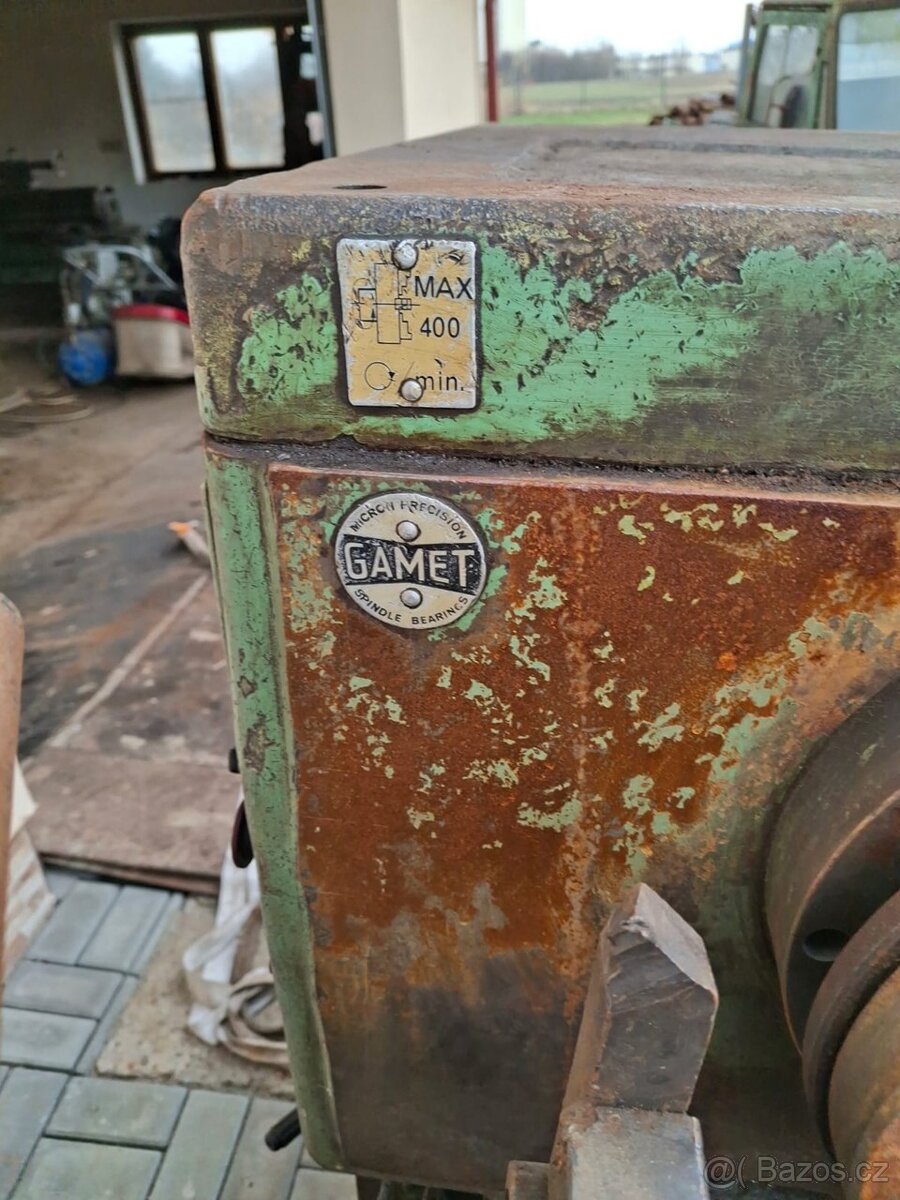 MAX
400
/min.
MICRON PRECISION
GAMET
SPINDLE BEARINGS
@( Bazos.cz